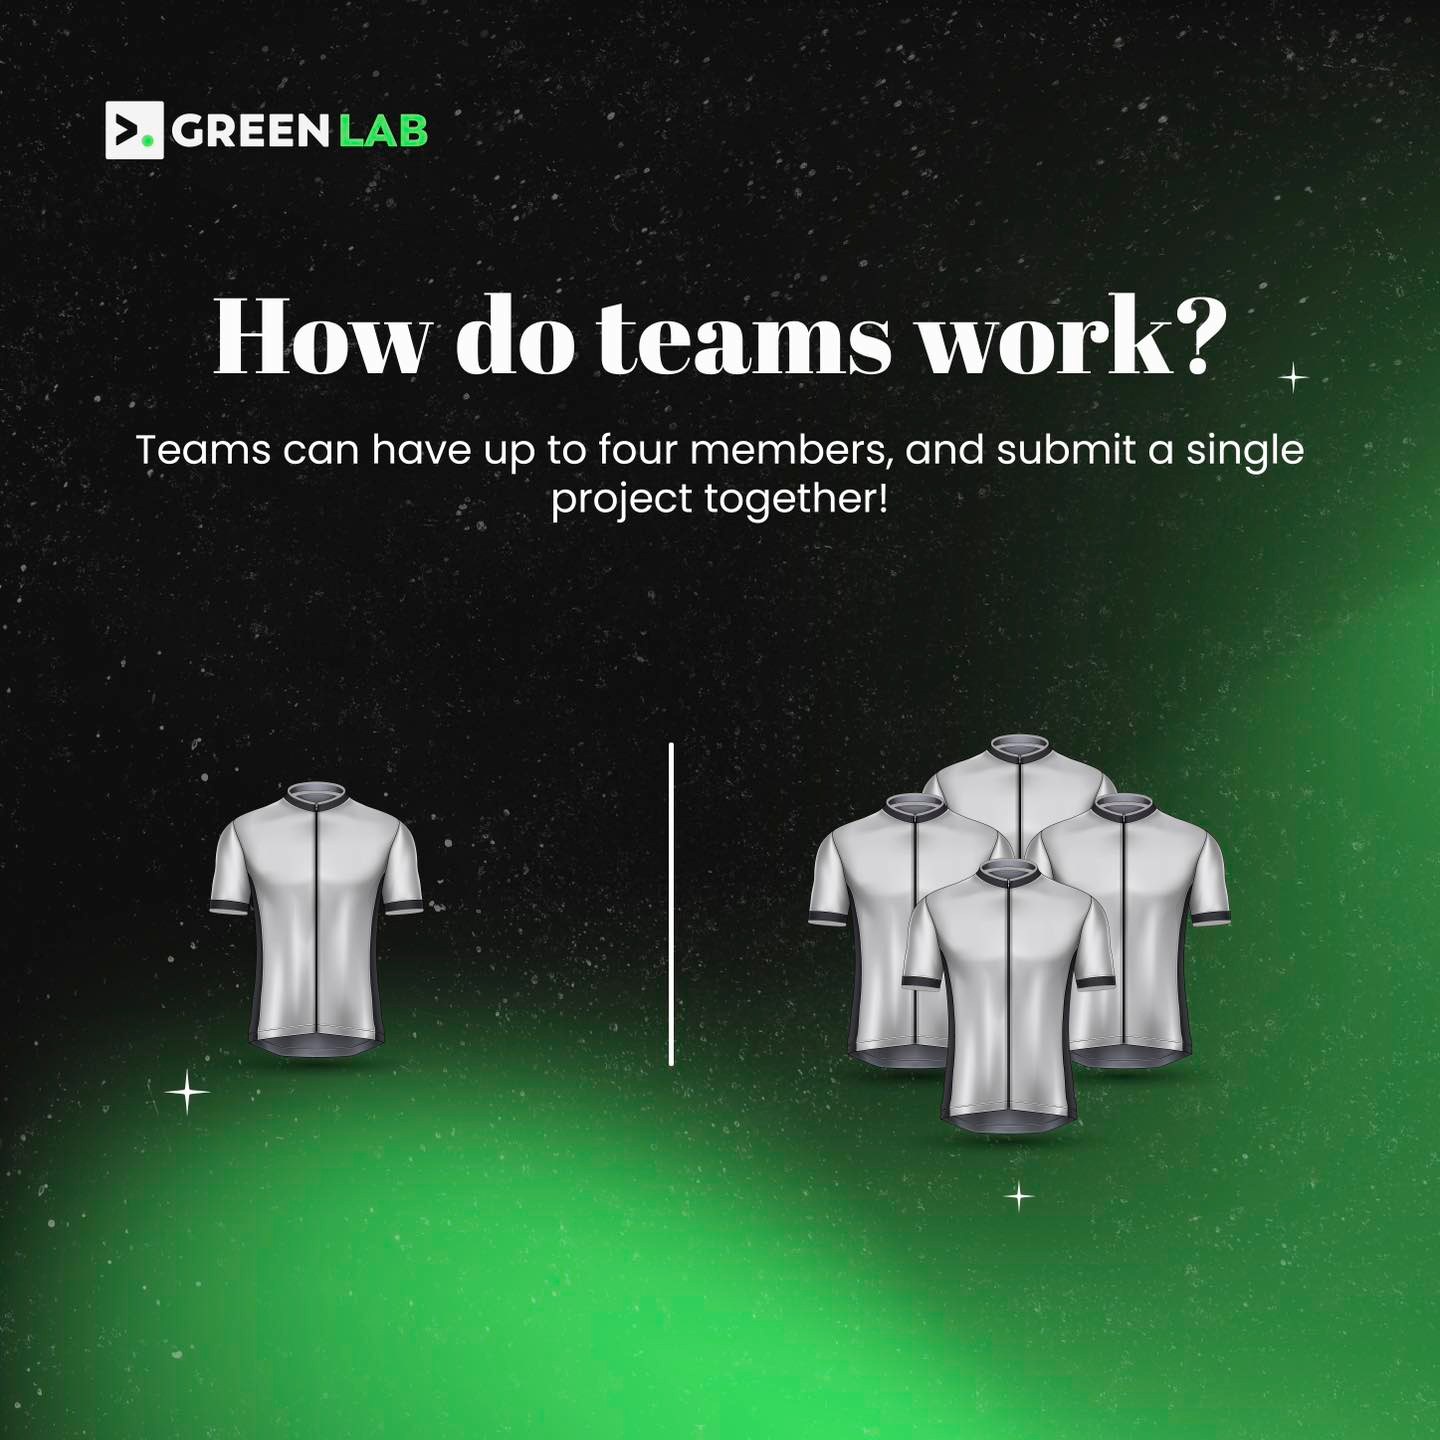 >. GREEN LAB
How do teams work?
Teams can have up to four members, and submit a single
project together!